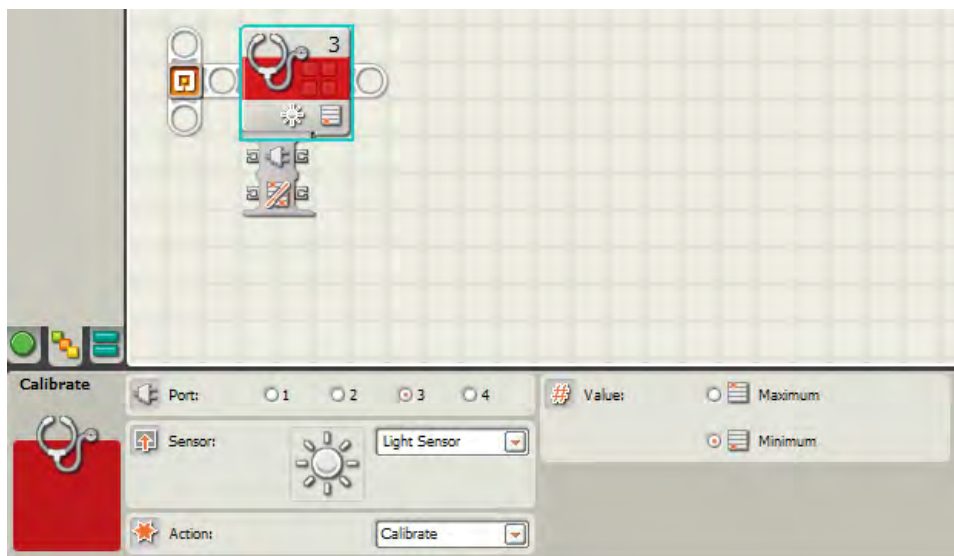 3
Calibrate
Port: 1 2 3 4
Value: Maximum
Minimum
Sensor: Light Sensor
Action: Calibrate